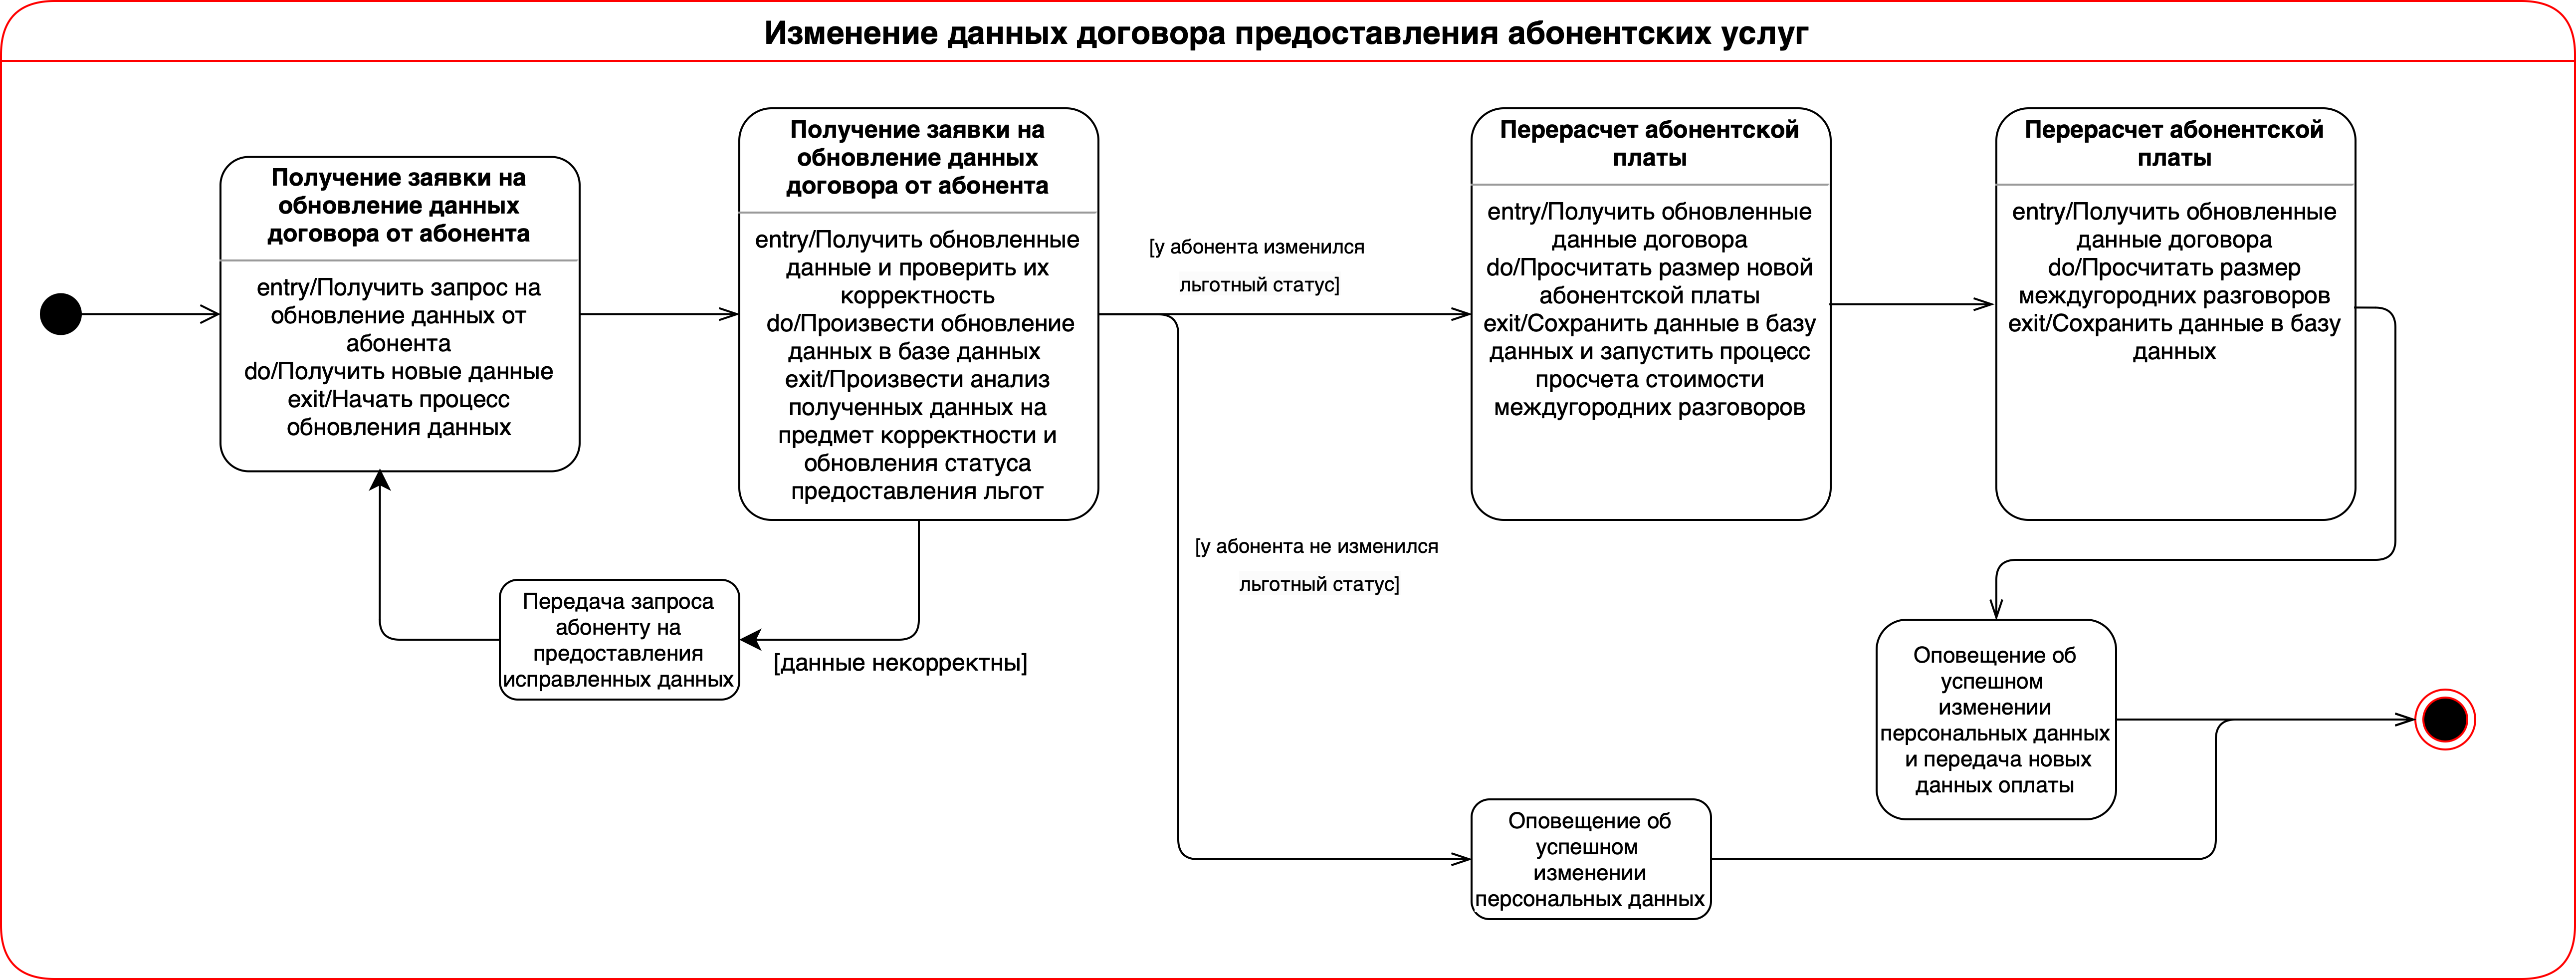 Изменение данных договора предоставления абонентских услуг
Получение заявки на
обновление данных
договора от абонента
entry/Получить запрос на
обновление данных от
абонента
do/Получить новые данные
exit/Начать процесс
обновления данных
Получение заявки на
обновление данных
договора от абонента
entry/Получить обновленные
данные и проверить их
корректность
do/Произвести обновление
данных в базе данных
exit/Произвести анализ
полученных данных на
предмет корректности и
обновления статуса
предоставления льгот
[у абонента изменился
льготный статус]
Перерасчет абонентской
платы
entry/Получить обновленные
данные договора
do/Просчитать размер новой
абонентской платы
exit/Сохранить данные в базу
данных и запустить процесс
просчета стоимости
междугородних разговоров
Перерасчет абонентской
платы
entry/Получить обновленные
данные договора
do/Просчитать размер
междугородних разговоров
exit/Сохранить данные в базу
данных
[у абонента не изменился
льготный статус]
Передача запроса
абоненту на
предоставления
исправленных данных
[данные некорректны]
Оповещение об
успешном
изменении
персональных данных
и передача новых
данных оплаты
Оповещение об
успешном
изменении
персональных данных